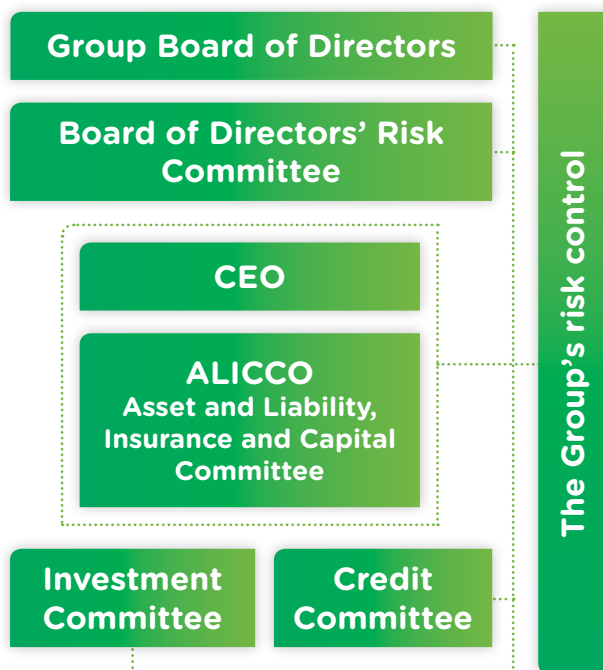 Group Board of Directors
Board of Directors’ Risk
Committee
CEO
ALICCO
Asset and Liability,
Insurance and Capital
Committee
Investment
Committee
Credit
Committee
The Group’s risk control